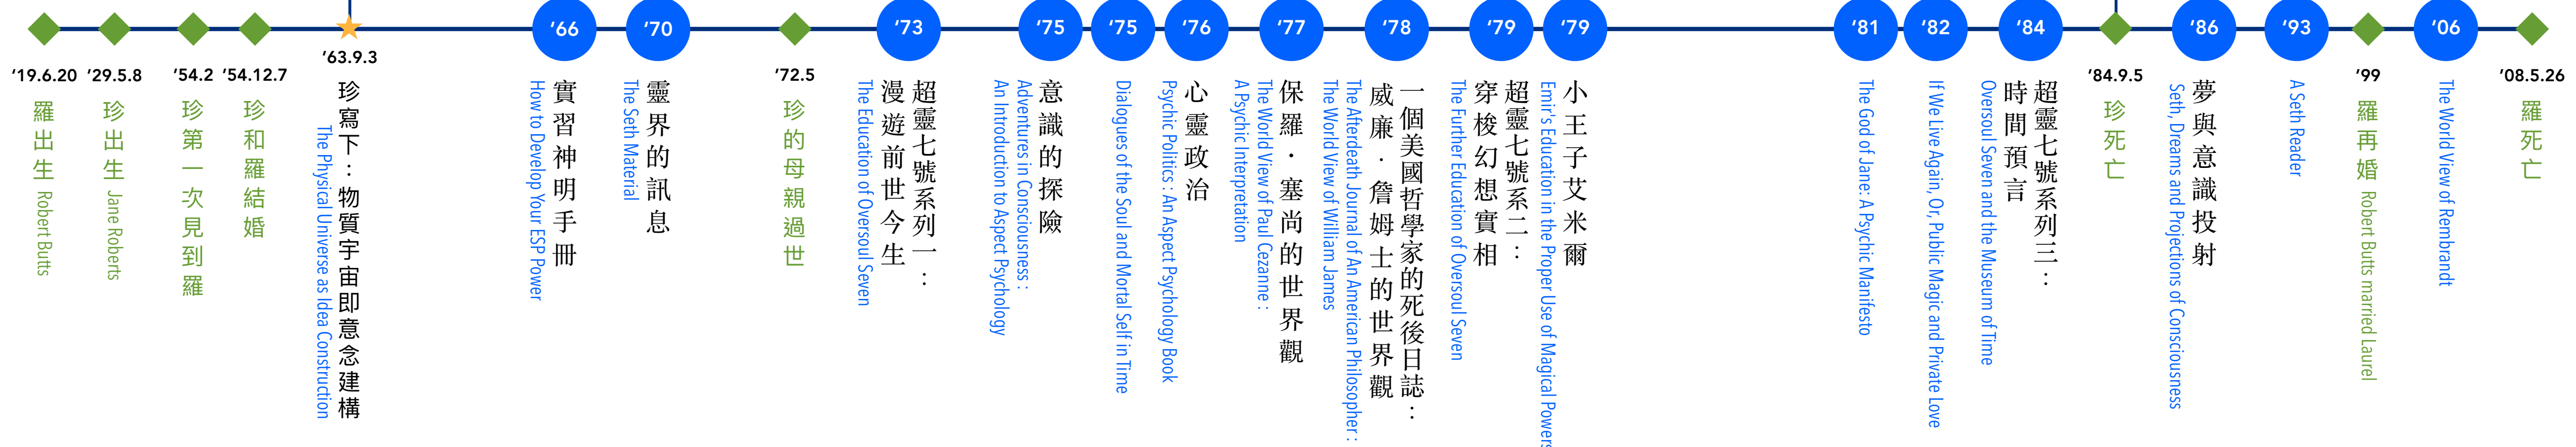 '19.6.20
羅出生 Robert Butts
'29.5.8
珍出生 Jane Roberts
'54.2
珍第一次見到羅
'54.12.7
珍和羅結婚
'63.9.3
珍寫下：物質宇宙即意念建構
The Physical Universe as Idea Construction
'66
實習神明手冊
How to Develop Your ESP Power
'70
靈界的訊息
The Seth Material
'72.5
珍的母親過世
'73
超靈七號系列一：
漫遊前世今生
The Education of Oversoul Seven
'75
意識的探險
Adventures in Consciousness :
An Introduction to Aspect Psychology
'75
Dialogues of the Soul and Mortal Self in Time
'76
心靈政治
Psychic Politics : An Aspect Psychology Book
'77
保羅・塞尚的世界觀
The World View of Paul Cezanne :
A Psychic Interpretation
'78
一個美國哲學家的死後日誌：
威廉・詹姆士的世界觀
The Afterdeath Journal of An American Philosopher :
The World View of William James
'79
超靈七號系二：
穿梭幻想實相
The Further Education of Oversoul Seven
'79
小王子艾米爾
Emir's Education in the Proper Use of Magical Powers
'81
The God of Jane: A Psychic Manifesto
'82
If We Live Again, Or, Public Magic and Private Love
'84
超靈七號系列三：
時間預言
Oversoul Seven and the Museum of Time
'84.9.5
珍死亡
'86
夢與意識投射
Seth, Dreams and Projections of Consciousness
'93
A Seth Reader
'99
羅再婚 Robert Butts married Laurel
'06
The World View of Rembrandt
'08.5.26
羅死亡